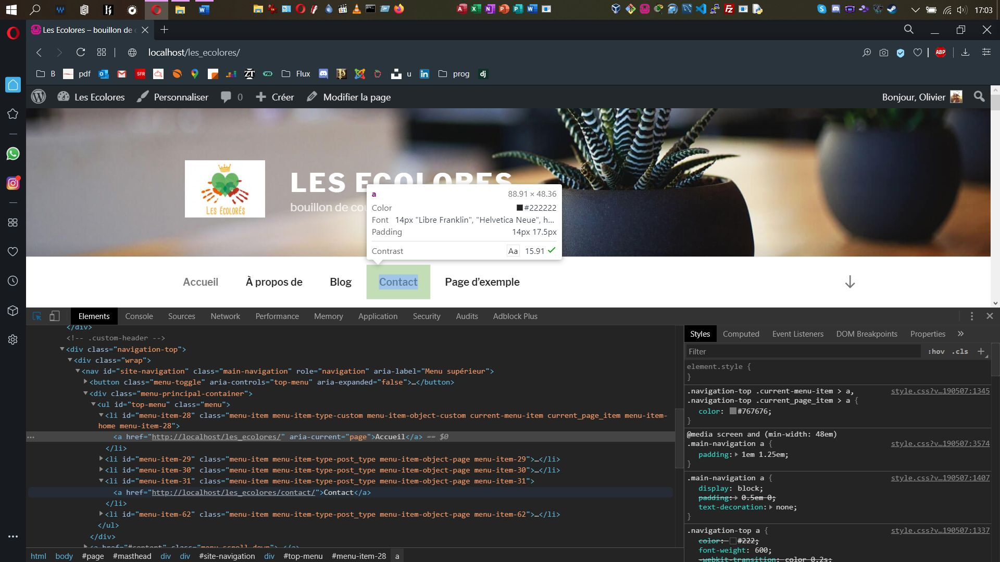 17:03
Les Ecolores – bouillon de c
localhost/les_ecolores/
ABP
B pdf SFR ZT Flux u in prog dj
Les Ecolores Personnaliser 0 Créer Modifier la page Bonjour, Olivier
LES ECOLORES
LES ÉCOLORÉS
bouillon de cou
a 88.91 × 48.36
Color #222222
Font 14px "Libre Franklin", "Helvetica Neue", h...
Padding 14px 17.5px
Contrast Aa 15.91
Accueil À propos de Blog Contact Page d’exemple
Elements Console Sources Network Performance Memory Application Security Audits Adblock Plus
</div>
<!-- .custom-header -->
<div class="navigation-top">
<div class="wrap">
<nav id="site-navigation" class="main-navigation" role="navigation" aria-label="Menu supérieur">
<button class="menu-toggle" aria-controls="top-menu" aria-expanded="false">…</button>
<div class="menu-principal-container">
<ul id="top-menu" class="menu">
<li id="menu-item-28" class="menu-item menu-item-type-custom menu-item-object-custom current-menu-item current_page_item menu-item-
home menu-item-28">
<a href="http://localhost/les_ecolores/" aria-current="page">Accueil</a> == $0
</li>
<li id="menu-item-29" class="menu-item menu-item-type-post_type menu-item-object-page menu-item-29">…</li>
<li id="menu-item-30" class="menu-item menu-item-type-post_type menu-item-object-page menu-item-30">…</li>
<li id="menu-item-31" class="menu-item menu-item-type-post_type menu-item-object-page menu-item-31">
<a href="http://localhost/les_ecolores/contact/">Contact</a>
</li>
<li id="menu-item-62" class="menu-item menu-item-type-post_type menu-item-object-page menu-item-62">…</li>
</ul>
</div>
<a href="#content" class="menu-scroll-down">…</a>
html body #page #masthead div div #site-navigation div #top-menu #menu-item-28 a
Styles Computed Event Listeners DOM Breakpoints Properties »
Filter :hov .cls +
element.style {
}
.navigation-top .current-menu-item > a, style.css?v…190507:1345
.navigation-top .current_page_item > a {
color: #767676;
}
@media screen and (min-width: 48em)
.main-navigation a { style.css?v…190507:3574
padding: 1em 1.25em;
}
.main-navigation a { style.css?v…190507:1407
display: block;
padding: 0.5em 0;
text-decoration: none;
}
.navigation-top a { style.css?v…190507:1337
color: #222;
font-weight: 600;
-webkit-transition: color 0.2s;